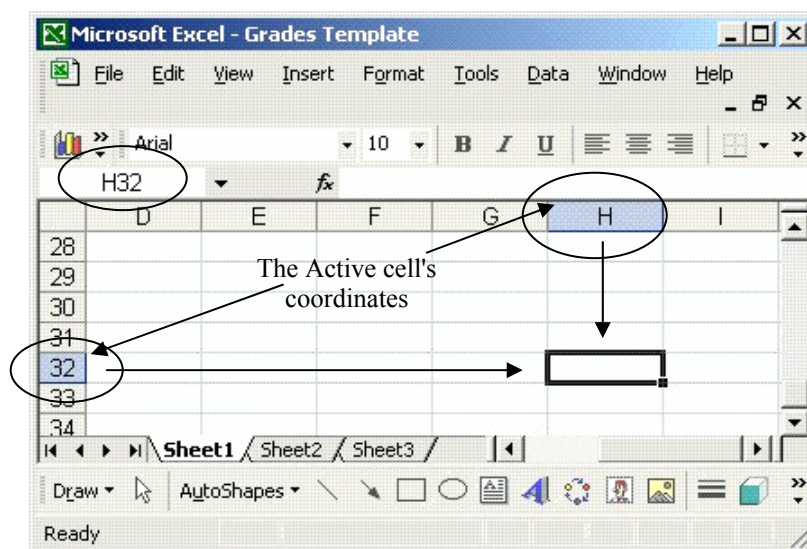 Microsoft Excel - Grades Template
File Edit View Insert Format Tools Data Window Help
Arial 10 B I U
H32 fx
D E F G H I
28
29
The Active cell's
coordinates
30
31
32
33
34
Sheet1 Sheet2 Sheet3
Draw AutoShapes
Ready